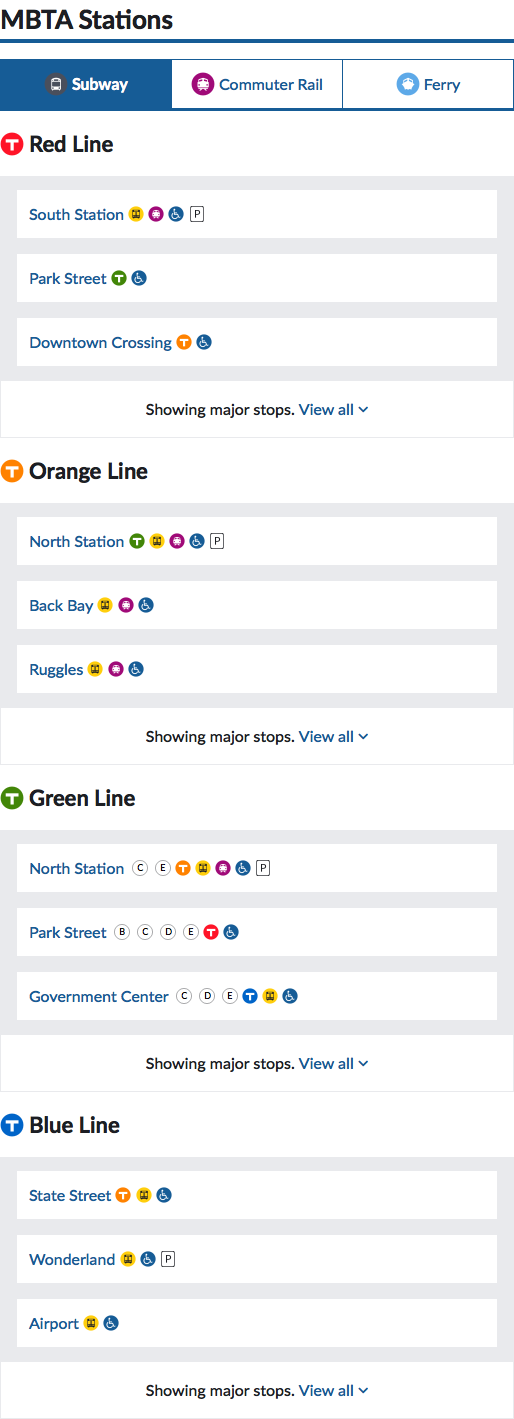 MBTA Stations
Subway Commuter Rail Ferry
T Red Line
South Station P
Park Street T
Downtown Crossing T
Showing major stops. View all
T Orange Line
North Station T P
Back Bay
Ruggles
Showing major stops. View all
T Green Line
North Station C E T P
Park Street B C D E T
Government Center C D E T
Showing major stops. View all
T Blue Line
State Street T
Wonderland P
Airport
Showing major stops. View all